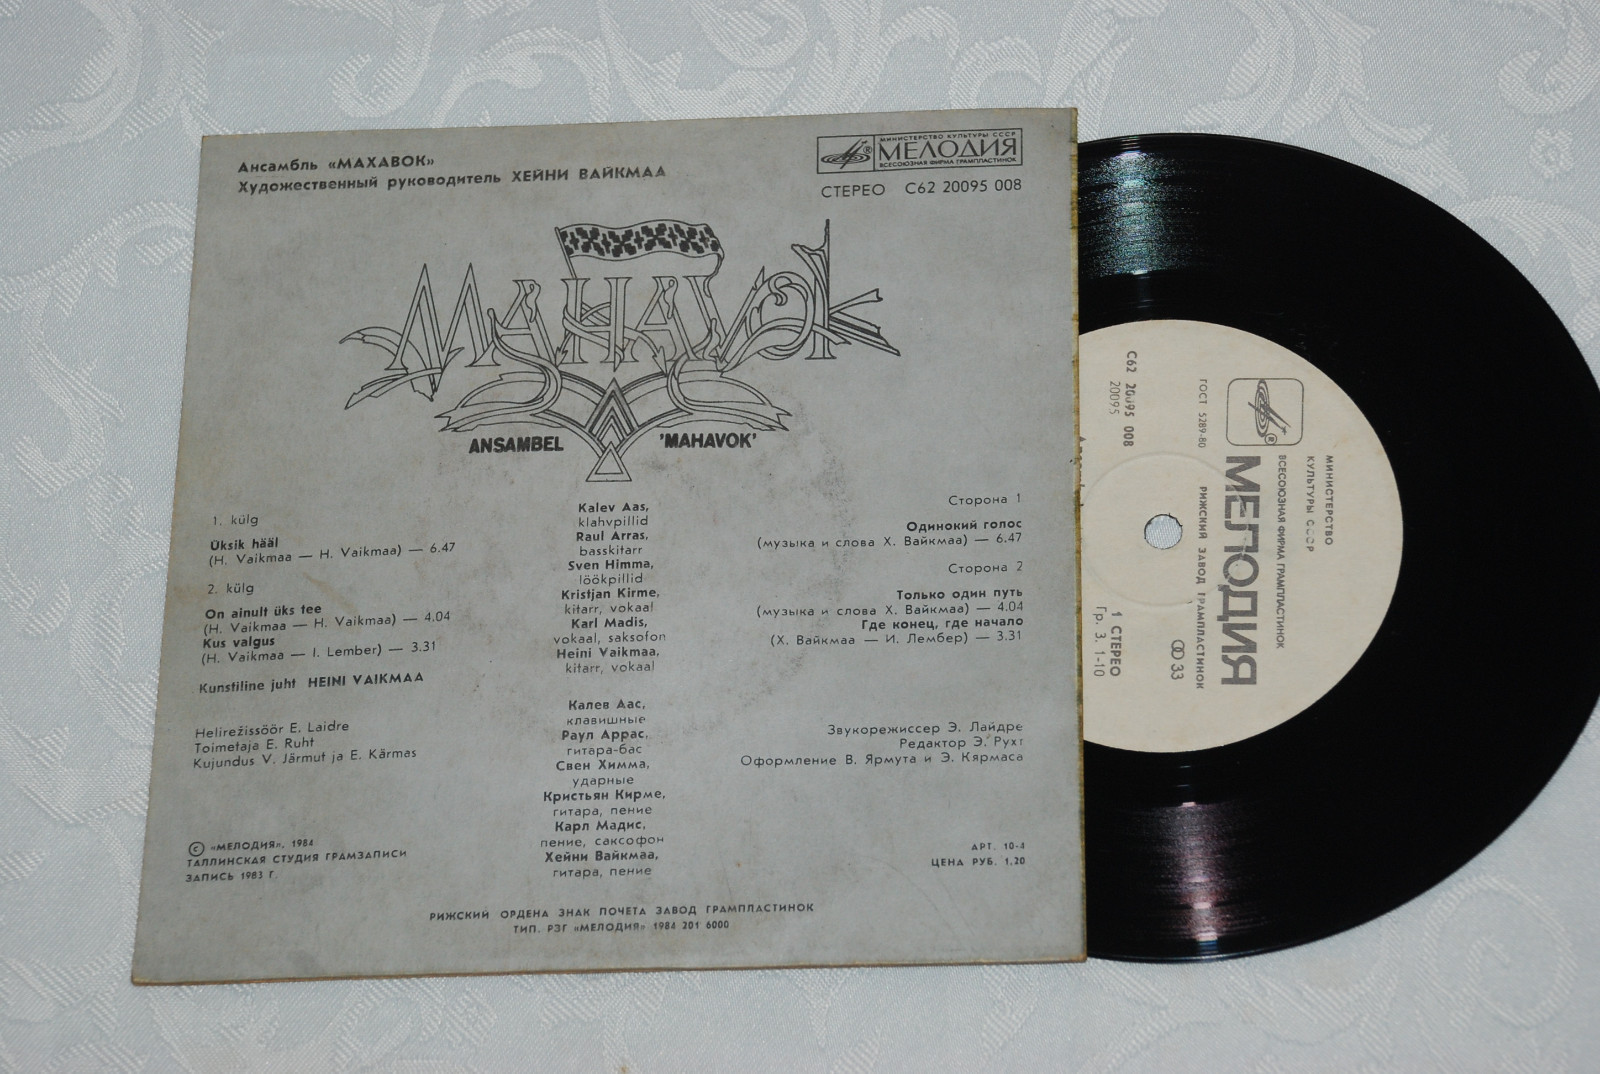 Ансамбль «МАХАВОК»
Художественный руководитель ХЕЙНИ ВАЙКМАА
МИНИСТЕРСТВО КУЛЬТУРЫ СССР
МЕЛОДИЯ
ВСЕСОЮЗНАЯ ФИРМА ГРАМПЛАСТИНОК
СТЕРЕО С62 20095 008
MAHAVOK
ANSAMBEL 'MAHAVOK'
1. külg
Üksik hääl
(H. Vaikmaa — H. Vaikmaa) — 6.47
2. külg
On ainult üks tee
(H. Vaikmaa — H. Vaikmaa) — 4.04
Kus valgus
(H. Vaikmaa — I. Lember) — 3.31
Kunstiline juht HEINI VAIKMAA
Helirežissöör E. Laidre
Toimetaja E. Ruht
Kujundus V. Järmut ja E. Kärmas
Kalev Aas,
klahvpillid
Raul Arras,
basskitarr
Sven Himma,
löökpillid
Kristjan Kirme,
kitarr, vokaal
Karl Madis,
vokaal, saksofon
Heini Vaikmaa,
kitarr, vokaal
Калев Аас,
клавишные
Раул Аррас,
гитара-бас
Свен Химма,
ударные
Кристьян Кирме,
гитара, пение
Карл Мадис,
пение, саксофон
Хейни Вайкмаа,
гитара, пение
Сторона 1
Одинокий голос
(музыка и слова Х. Вайкмаа) — 6.47
Сторона 2
Только один путь
(музыка и слова Х. Вайкмаа) — 4.04
Где конец, где начало
(Х. Вайкмаа — И. Лембер) — 3.31
Звукорежиссер Э. Лайдре
Редактор Э. Рухт
Оформление В. Ярмута и Э. Кярмаса
© «МЕЛОДИЯ», 1984
ТАЛЛИНСКАЯ СТУДИЯ ГРАМЗАПИСИ
ЗАПИСЬ 1983 Г.
АРТ. 10-4
ЦЕНА РУБ. 1,20
РИЖСКИЙ ОРДЕНА ЗНАК ПОЧЕТА ЗАВОД ГРАМПЛАСТИНОК
ТИП. РЗГ «МЕЛОДИЯ» 1984 201 6000
МИНИСТЕРСТВО
КУЛЬТУРЫ СССР
ВСЕСОЮЗНАЯ ФИРМА ГРАМПЛАСТИНОК
МЕЛОДИЯ
ГОСТ 5289-80 РИЖСКИЙ ЗАВОД ГРАМПЛАСТИНОК
33
С62 20095 008
20095
1 СТЕРЕО
Гр. 3. 1-10